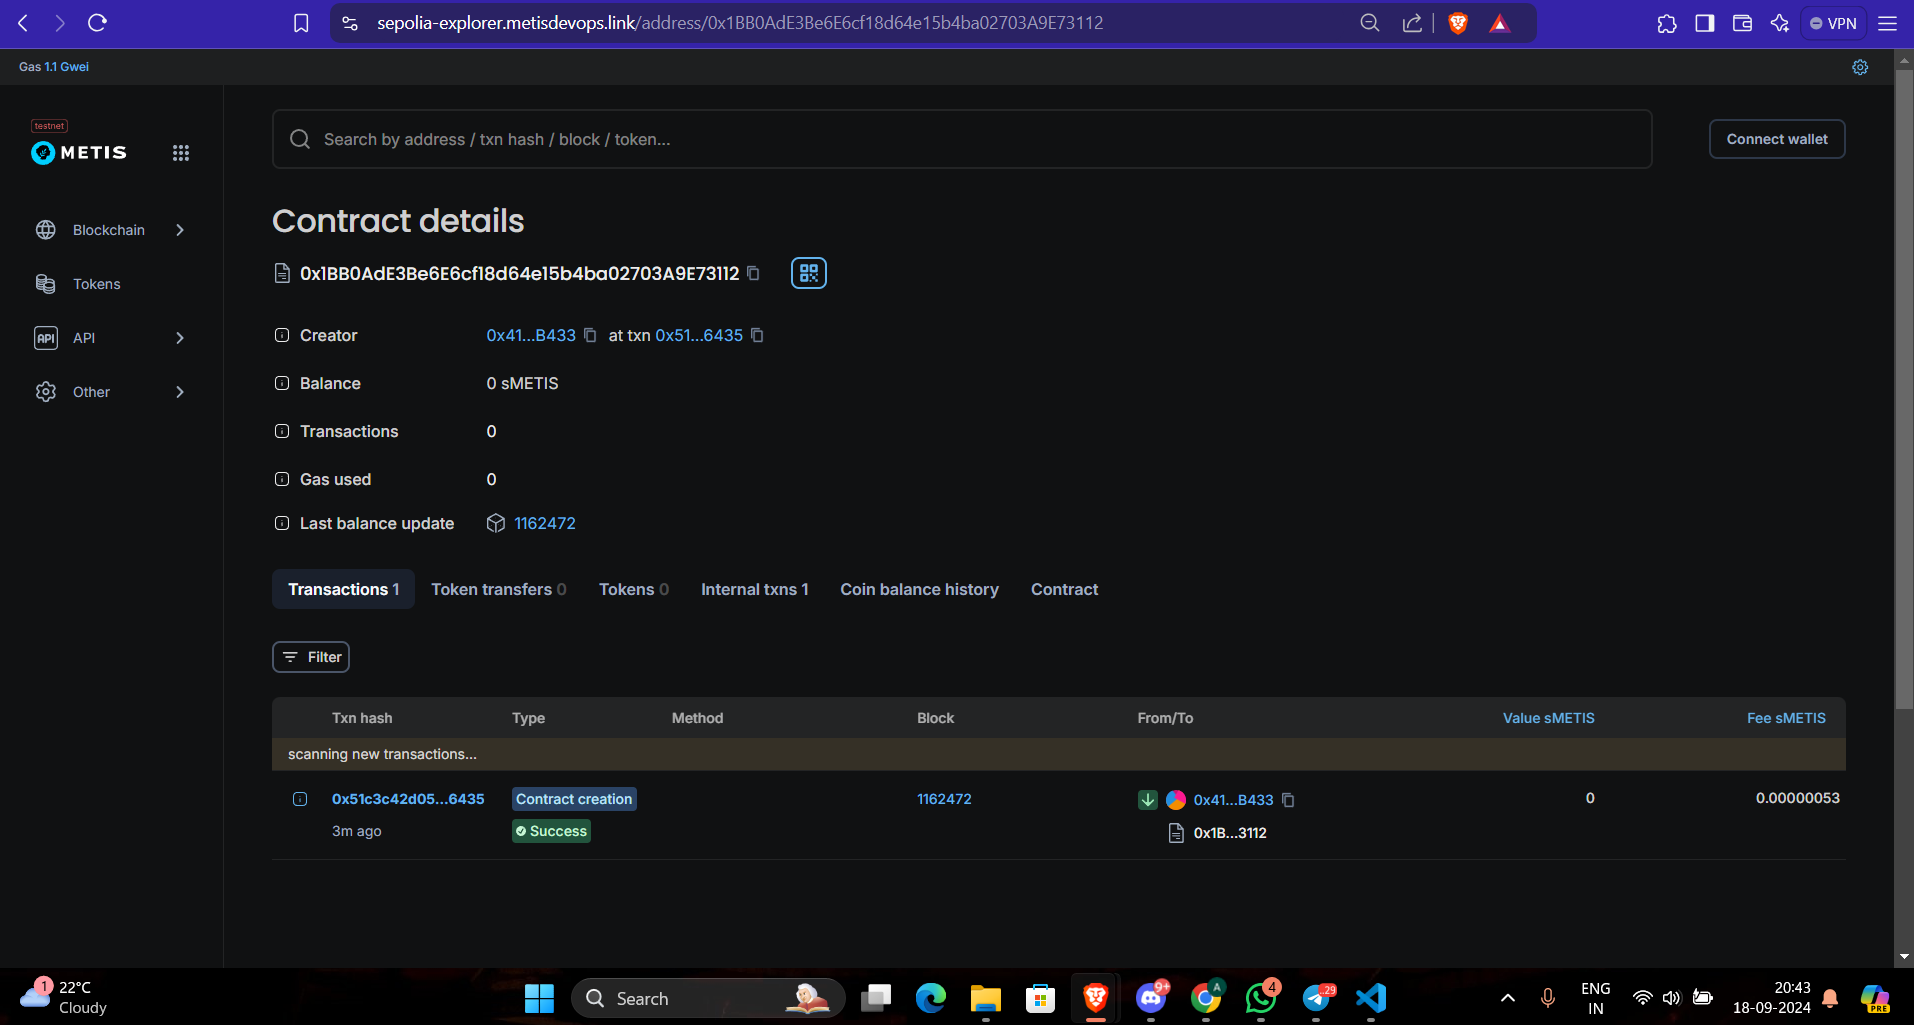 sepolia-explorer.metisdevops.link/address/0x1BB0AdE3Be6E6cf18d64e15b4ba02703A9E73112
VPN
Gas 1.1 Gwei
testnet
METIS
Search by address / txn hash / block / token...
Connect wallet
Blockchain
Tokens
API API
Other
Contract details
0x1BB0AdE3Be6E6cf18d64e15b4ba02703A9E73112
Creator 0x41...B433 at txn 0x51...6435
Balance 0 sMETIS
Transactions 0
Gas used 0
Last balance update 1162472
Transactions 1 Token transfers 0 Tokens 0 Internal txns 1 Coin balance history Contract
Filter
Txn hash Type Method Block From/To Value sMETIS Fee sMETIS
scanning new transactions...
0x51c3c42d05...6435 Contract creation 1162472 0x41...B433 0 0.00000053
3m ago Success 0x1B...3112
1
22°C
Cloudy
Search
9+
A
4
29
ENG
IN
20:43
18-09-2024
PRE